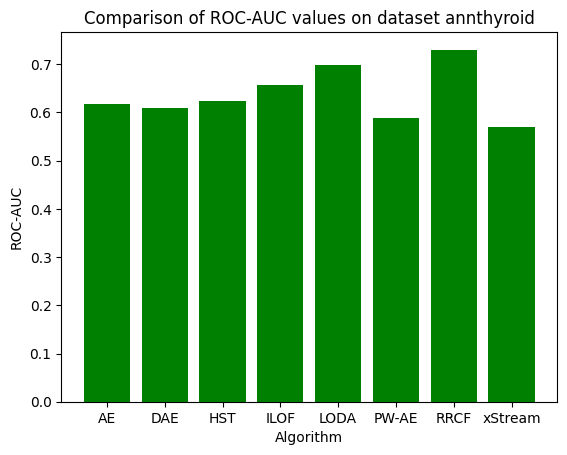 Comparison of ROC-AUC values on dataset annthyroid
ROC-AUC
0.7
0.6
0.5
0.4
0.3
0.2
0.1
0.0
AE DAE HST ILOF LODA PW-AE RRCF xStream
Algorithm